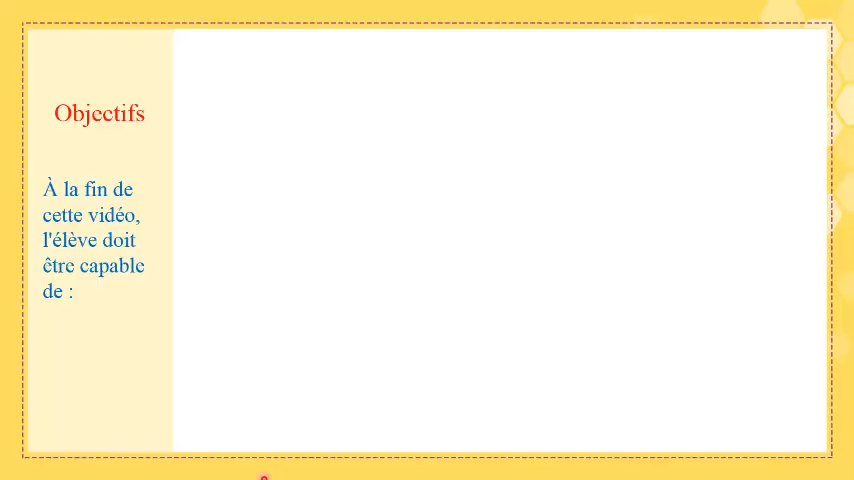 Objectifs
À la fin de
cette vidéo,
l'élève doit
être capable
de :